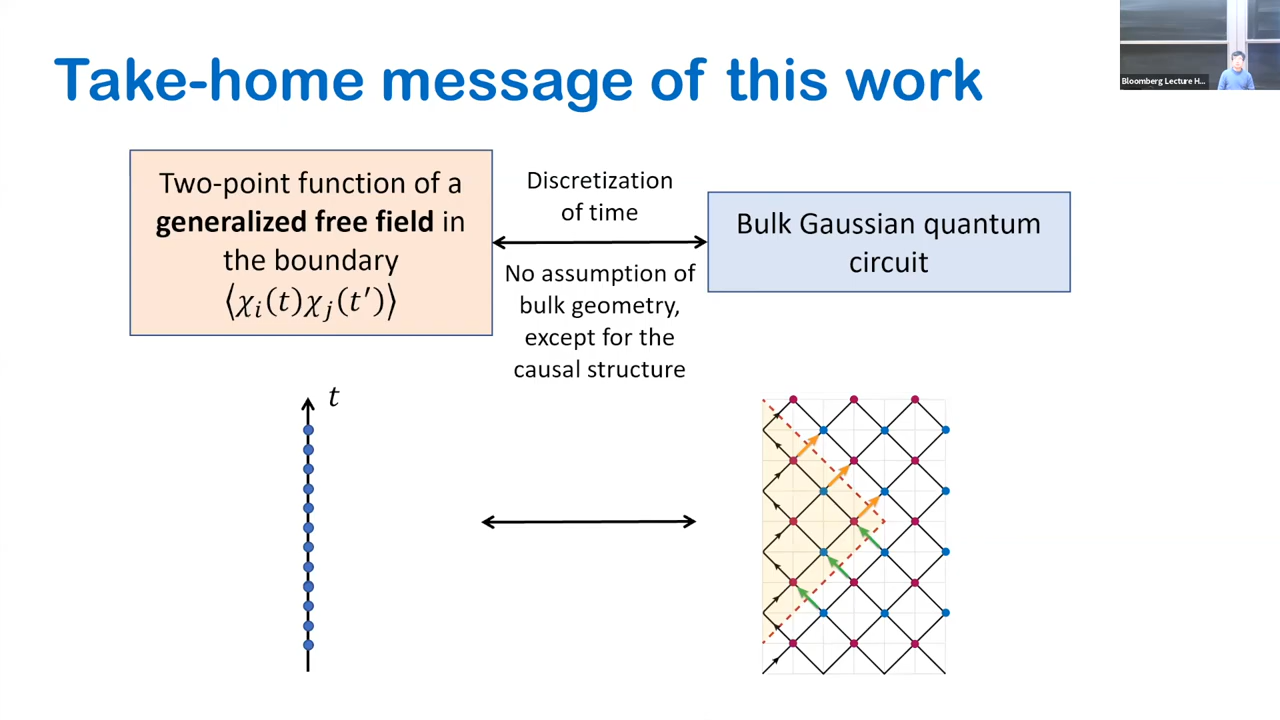 Take-home message of this work
Bloomberg Lecture H...
Two-point function of a
generalized free field in
the boundary
⟨χᵢ(t)χⱼ(t′)⟩
Discretization
of time
No assumption of
bulk geometry,
except for the
causal structure
Bulk Gaussian quantum
circuit
t